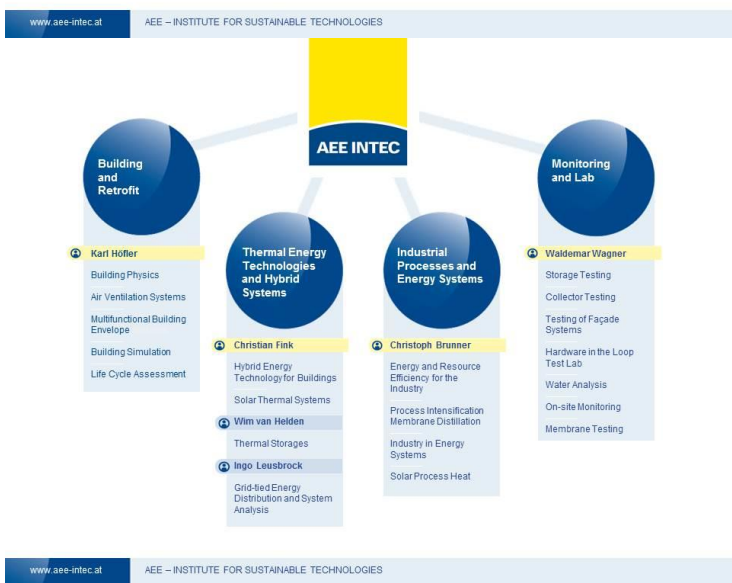 www.aee-intec.at
AEE – INSTITUTE FOR SUSTAINABLE TECHNOLOGIES
AEE INTEC
Building
and
Retrofit
Karl Höfler
Building Physics
Air Ventilation Systems
Multifunctional Building
Envelope
Building Simulation
Life Cycle Assessment
Thermal Energy
Technologies
and Hybrid
Systems
Christian Fink
Hybrid Energy
Technology for Buildings
Solar Thermal Systems
Wim van Helden
Thermal Storages
Ingo Leusbrock
Grid-tied Energy
Distribution and System
Analysis
Industrial
Processes and
Energy Systems
Christoph Brunner
Energy and Resource
Efficiency for the
Industry
Process Intensification
Membrane Distillation
Industry in Energy
Systems
Solar Process Heat
Monitoring
and Lab
Waldemar Wagner
Storage Testing
Collector Testing
Testing of Façade
Systems
Hardware in the Loop
Test Lab
Water Analysis
On-site Monitoring
Membrane Testing
www.aee-intec.at
AEE – INSTITUTE FOR SUSTAINABLE TECHNOLOGIES